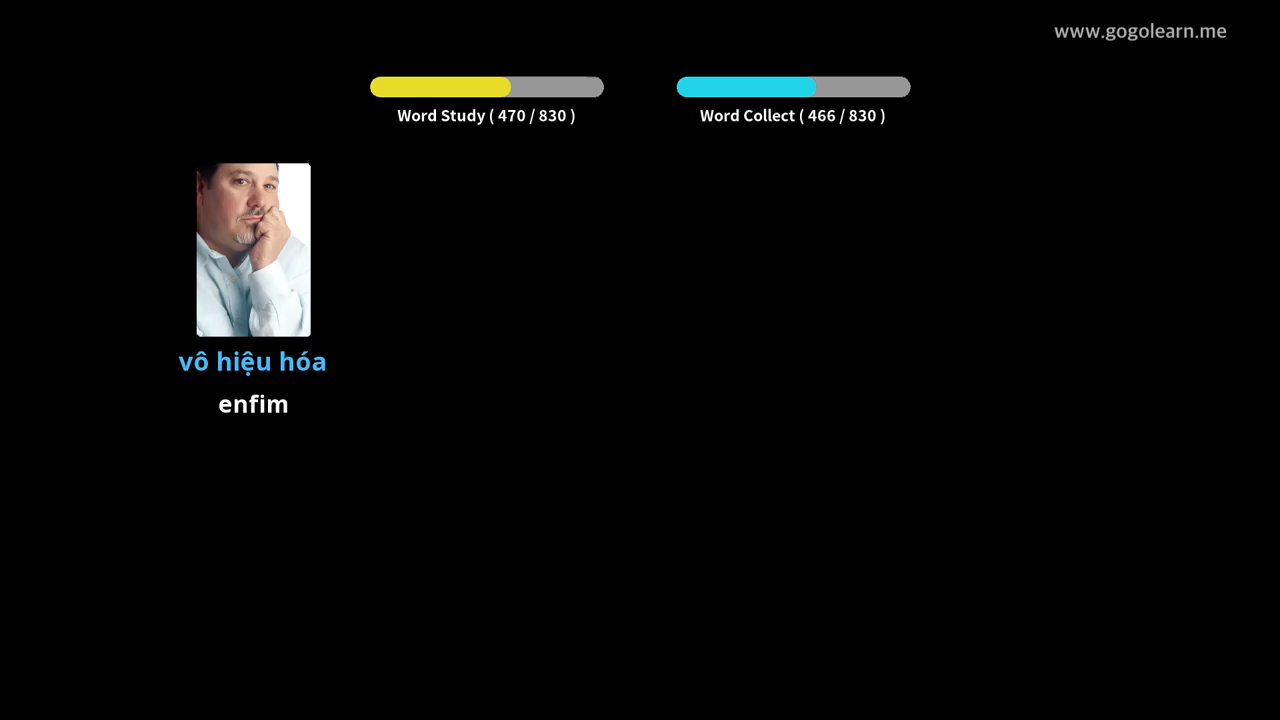 www.gogolearn.me
Word Study ( 470 / 830 )
Word Collect ( 466 / 830 )
vô hiệu hóa
enfim